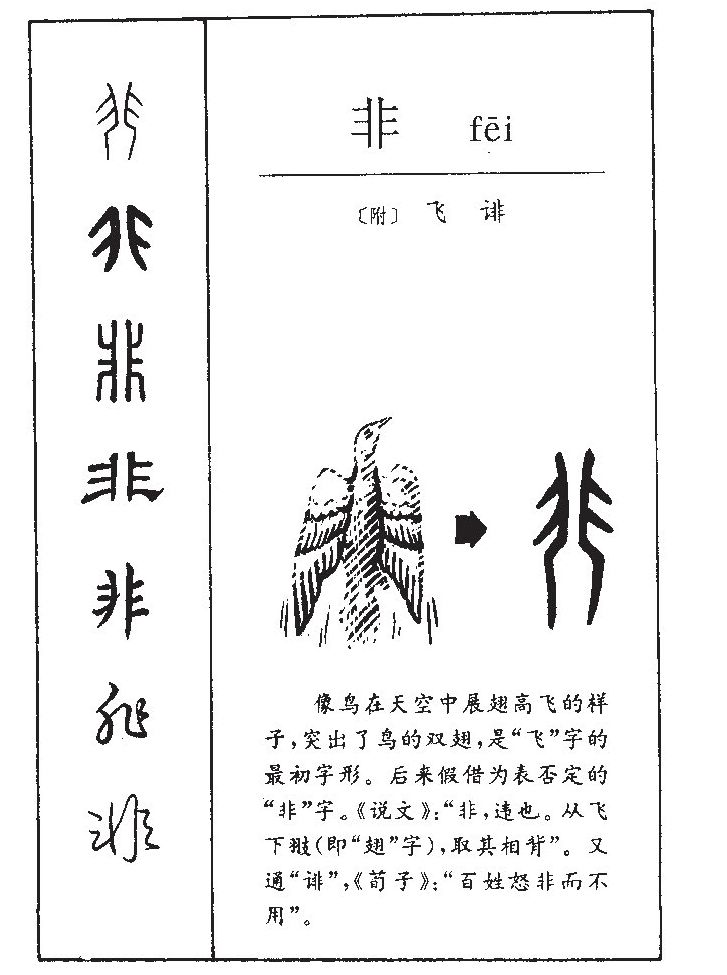 非 fēi
〔附〕 飞 诽
像鸟在天空中展翅高飞的样
子，突出了鸟的双翅，是“飞”字的
最初字形。后来假借为表否定的
“非”字。《说文》：“非，违也。从飞
下翄（即“翅”字），取其相背”。又
通“诽”，《荀子》：“百姓怨非而不
用”。